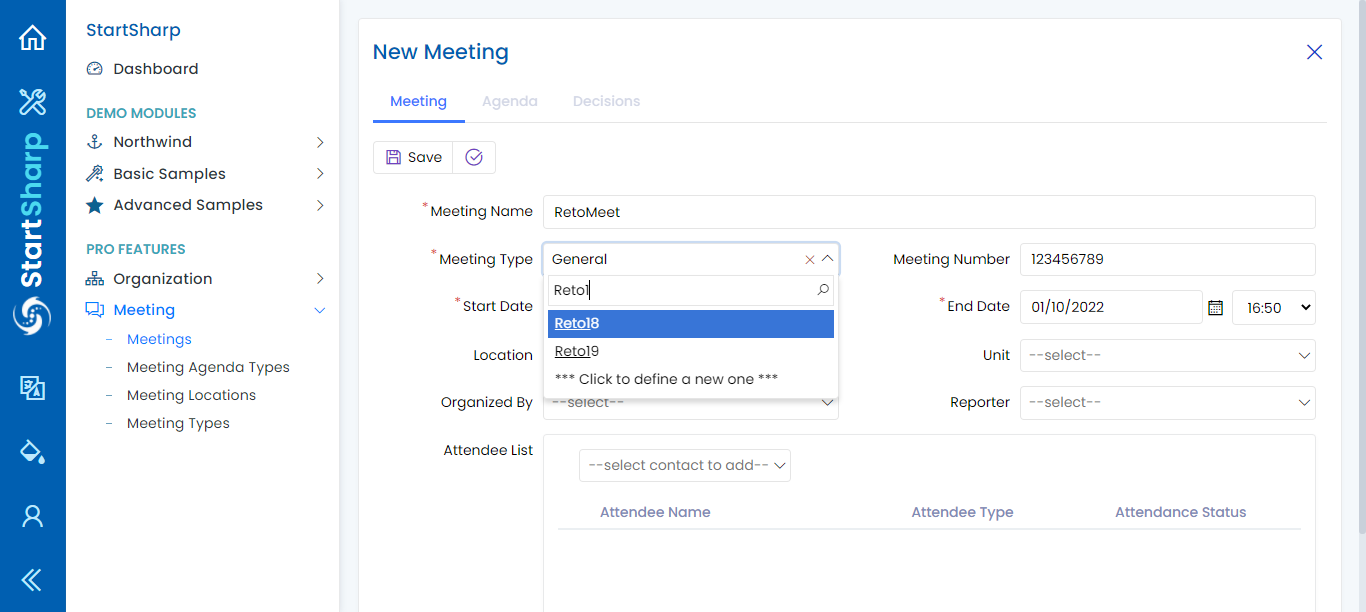 StartSharp
StartSharp
Dashboard
DEMO MODULES
Northwind
Basic Samples
Advanced Samples
PRO FEATURES
Organization
Meeting
Meetings
Meeting Agenda Types
Meeting Locations
Meeting Types
New Meeting
Meeting Agenda Decisions
Save
*Meeting Name RetoMeet
*Meeting Type General Meeting Number 123456789
Reto1
Reto18
Reto19
*** Click to define a new one ***
*Start Date *End Date 01/10/2022 16:50
Location Unit --select--
Organized By --select-- Reporter --select--
Attendee List
--select contact to add--
Attendee Name Attendee Type Attendance Status